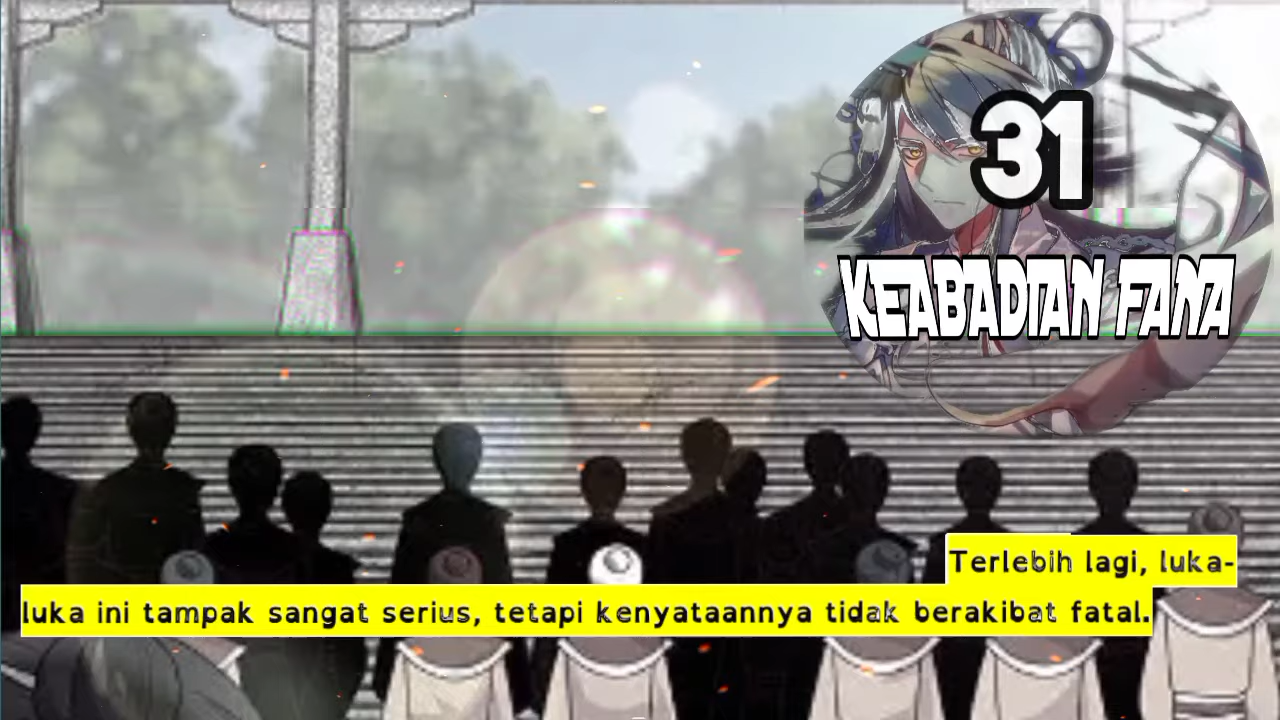 31
KEABADIAN FANA
Terlebih lagi, luka-
luka ini tampak sangat serius, tetapi kenyataannya tidak berakibat fatal.